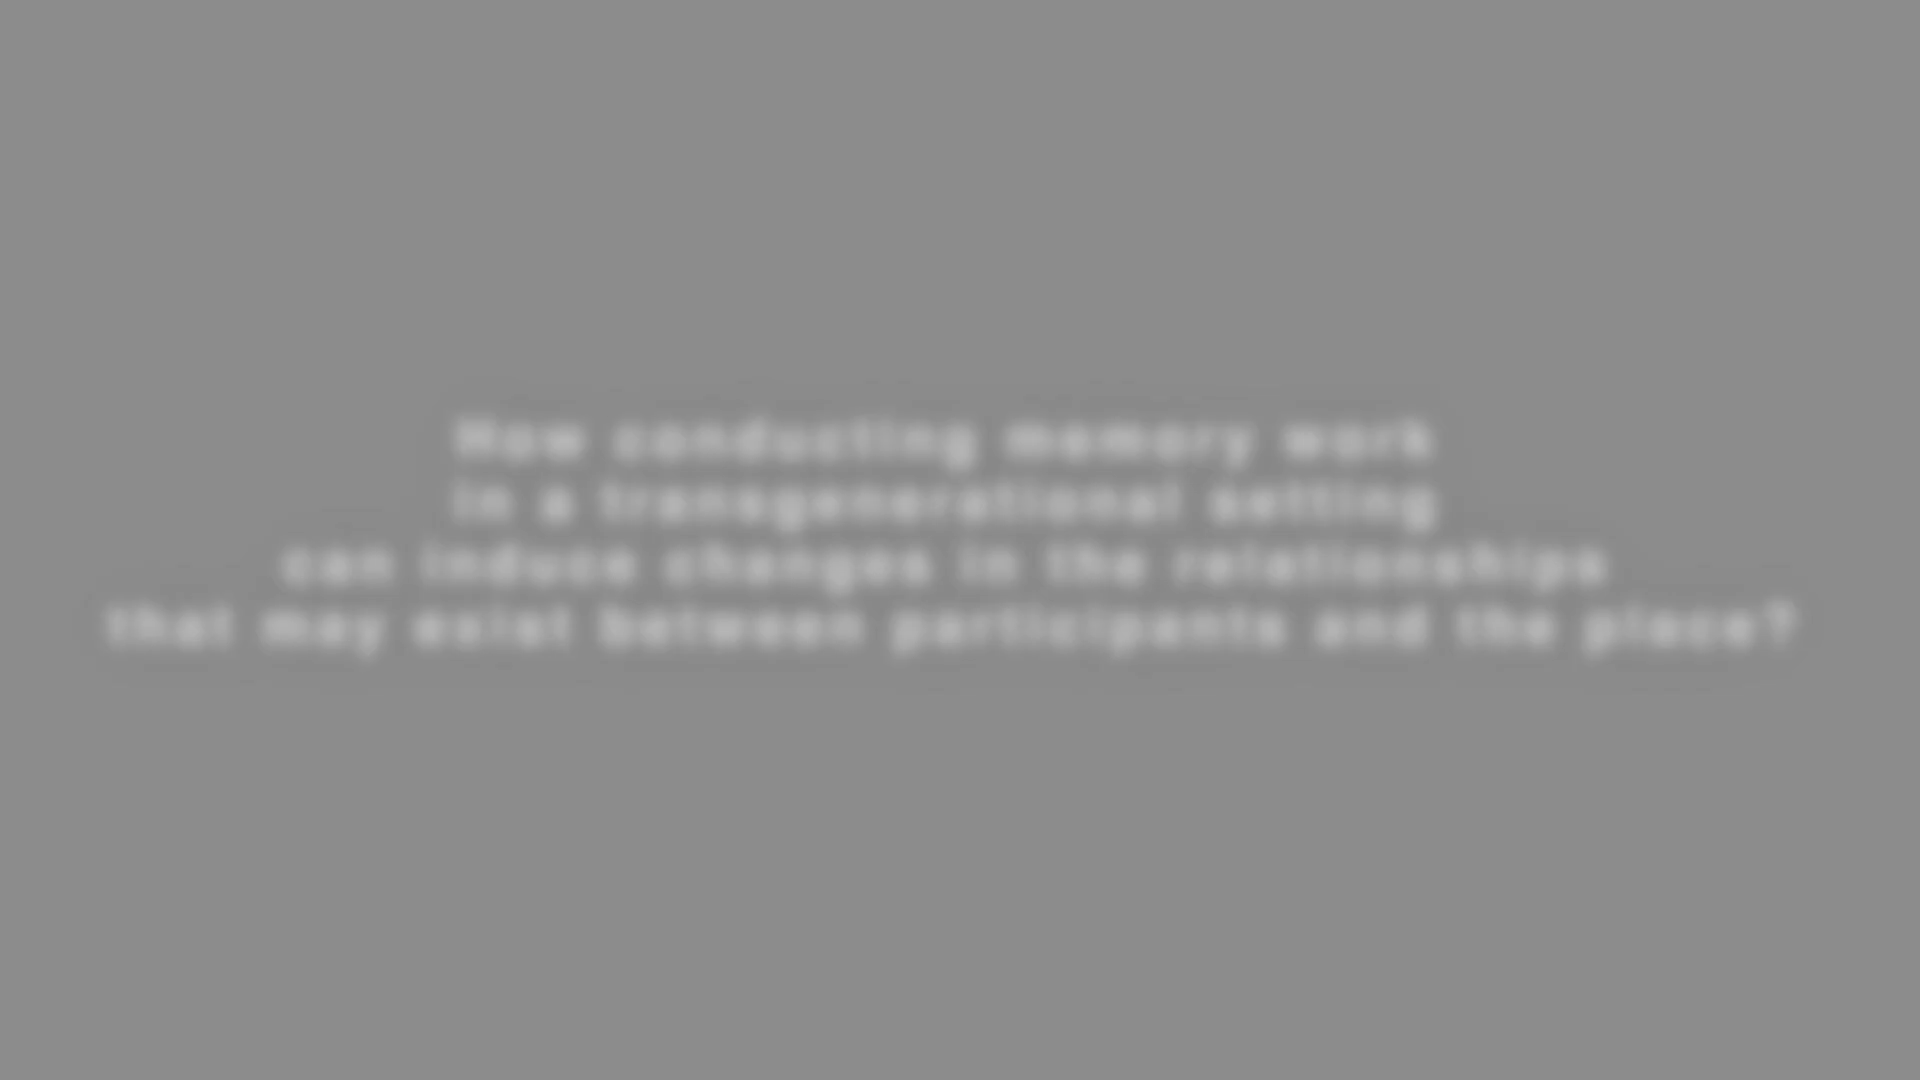 How conducting memory work
in a transgenerational setting
can induce changes in the relationships
that may exist between participants and the place?